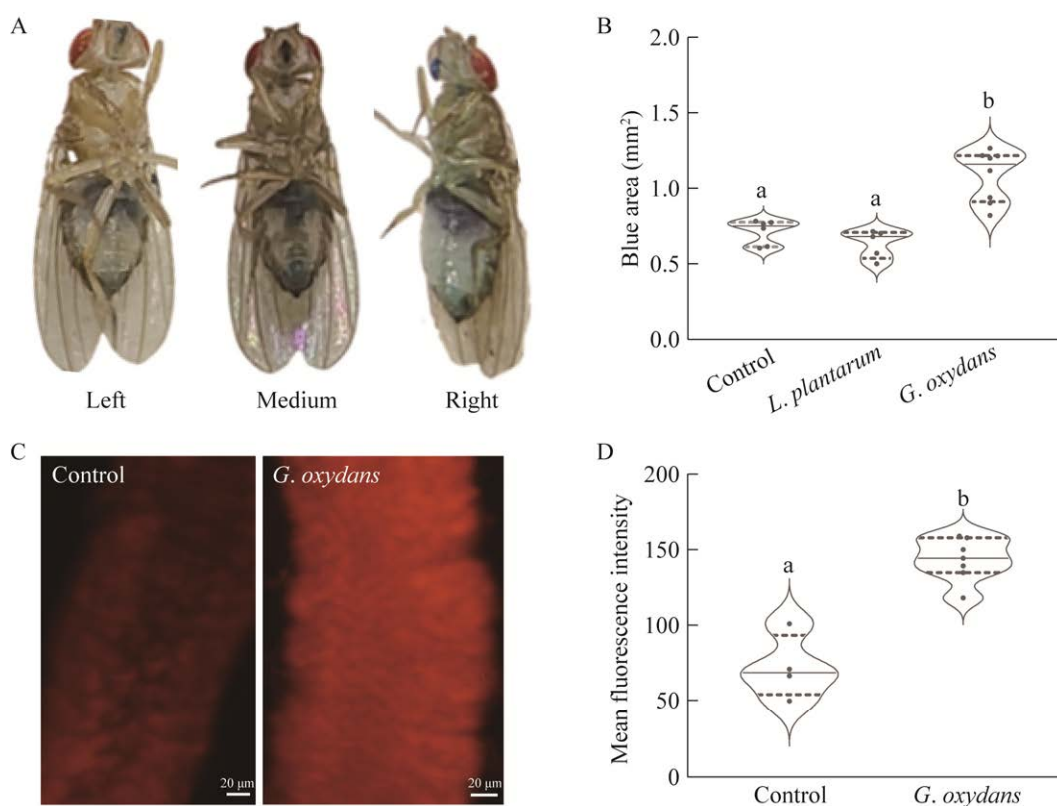 A
Left
Medium
Right
B
Blue area (mm²)
2.0
1.5
1.0
0.5
0.0
a
a
b
Control
L. plantarum
G. oxydans
C
Control
20 μm
G. oxydans
20 μm
D
Mean fluorescence intensity
200
150
100
50
0
a
b
Control
G. oxydans